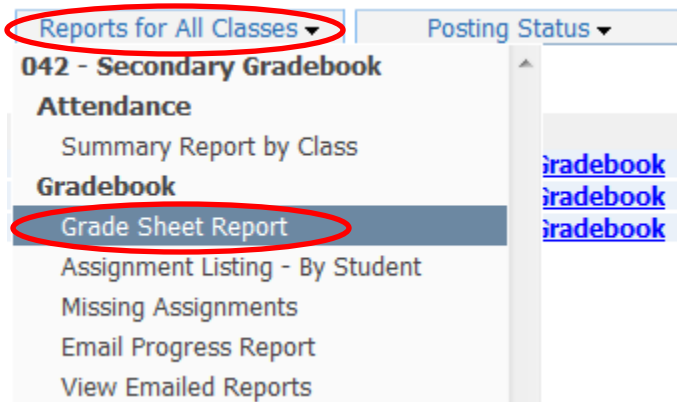 Reports for All Classes Posting Status
042 - Secondary Gradebook
Attendance
Summary Report by Class
Gradebook
Grade Sheet Report
Assignment Listing - By Student
Missing Assignments
Email Progress Report
View Emailed Reports
Gradebook
Gradebook
Gradebook